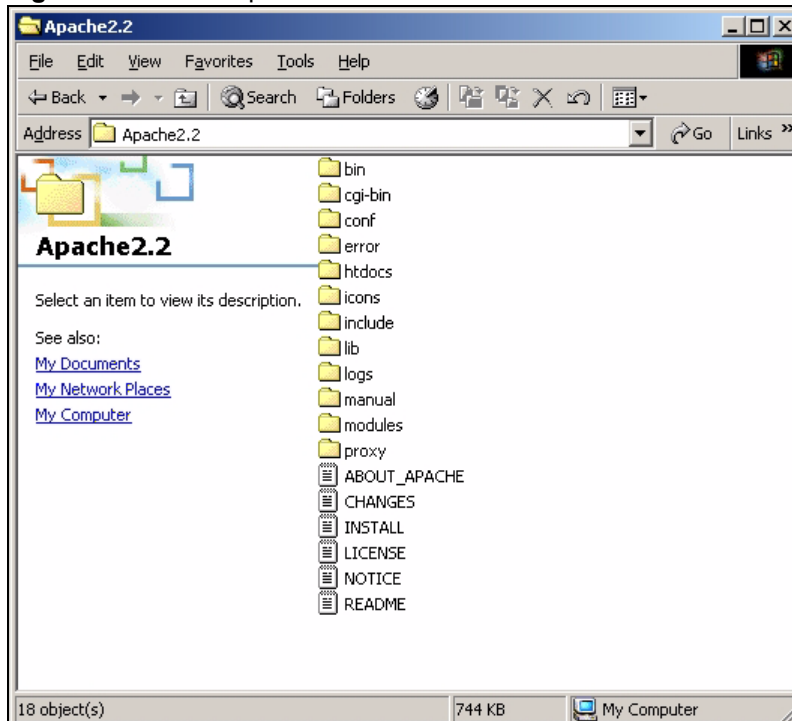 Apache2.2
File Edit View Favorites Tools Help
Back Search Folders
Address Apache2.2 Go Links »
Apache2.2
Select an item to view its description.
See also:
My Documents
My Network Places
My Computer
bin
cgi-bin
conf
error
htdocs
icons
include
lib
logs
manual
modules
proxy
ABOUT_APACHE
CHANGES
INSTALL
LICENSE
NOTICE
README
18 object(s) 744 KB My Computer